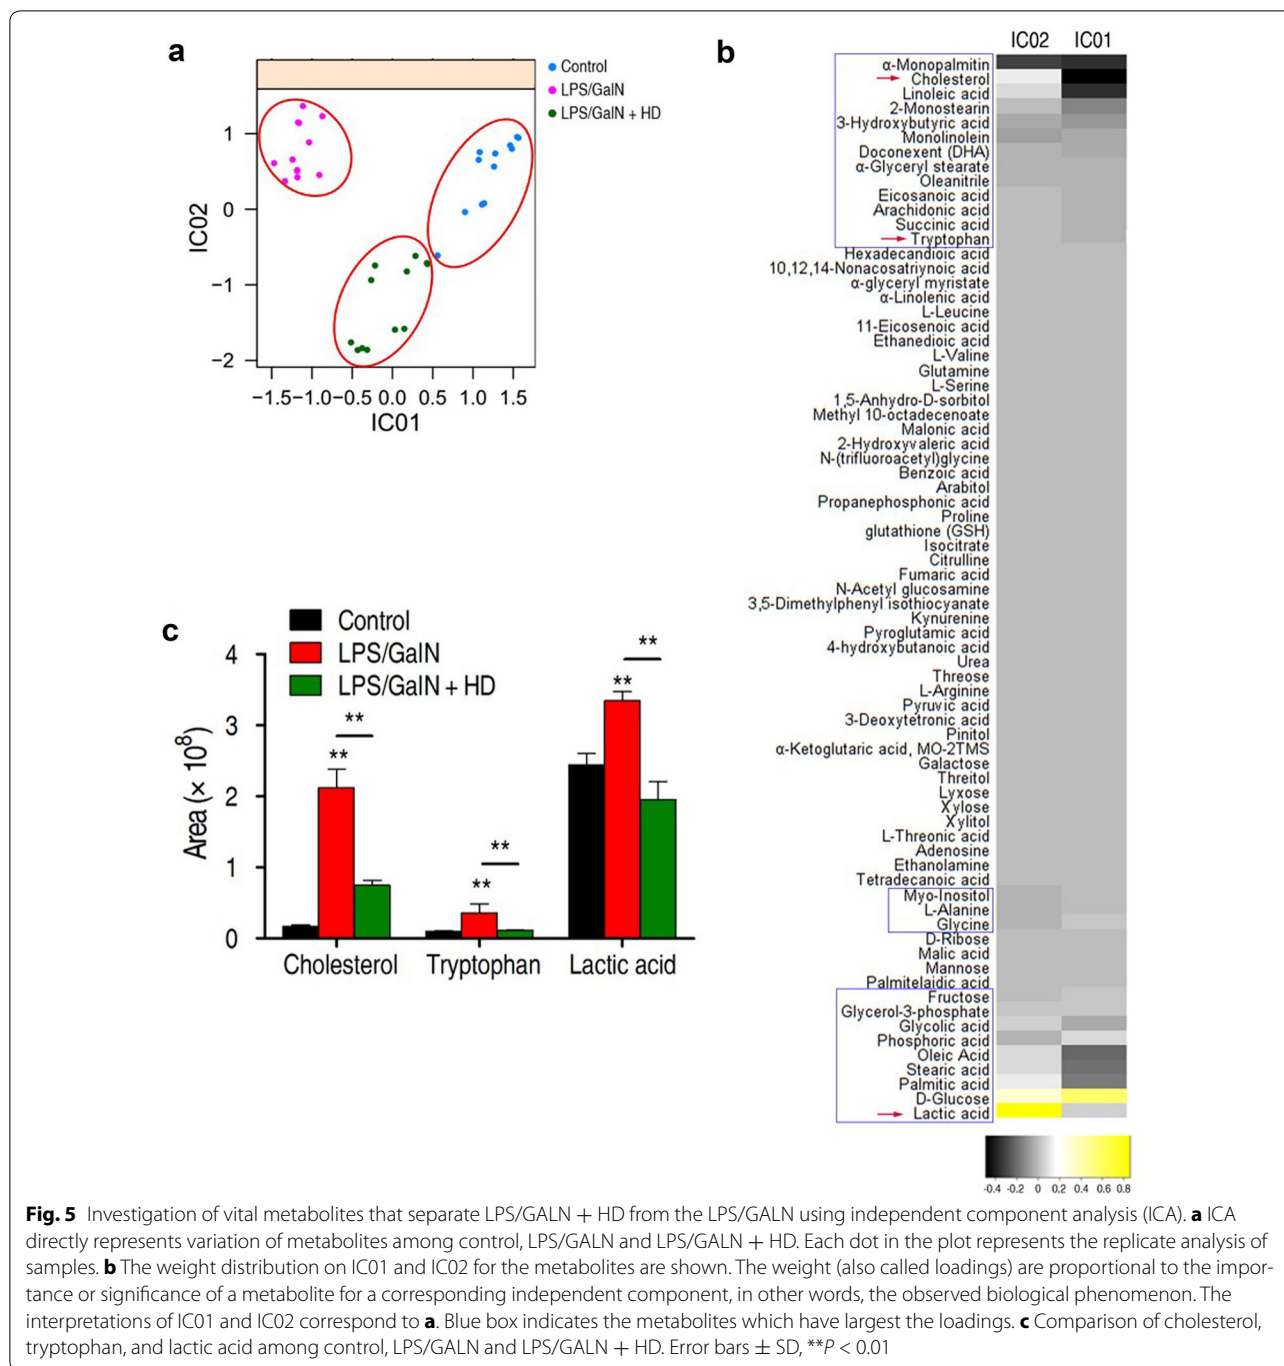 a
Control
LPS/GalN
LPS/GalN + HD
1
0
−1
−2
IC02
−1.5 −1.0 −0.5 0.0 0.5 1.0 1.5
IC01
b
IC02 IC01
α-Monopalmitin
Cholesterol
Linoleic acid
2-Monostearin
3-Hydroxybutyric acid
Monolinolein
Doconexent (DHA)
α-Glyceryl stearate
Oleanitrile
Eicosanoic acid
Arachidonic acid
Succinic acid
Tryptophan
Hexadecandioic acid
10,12,14-Nonacosatriynoic acid
α-glyceryl myristate
α-Linolenic acid
L-Leucine
11-Eicosenoic acid
Ethanedioic acid
L-Valine
Glutamine
L-Serine
1,5-Anhydro-D-sorbitol
Methyl 10-octadecenoate
Malonic acid
2-Hydroxyvaleric acid
N-(trifluoroacetyl)glycine
Benzoic acid
Arabitol
Propanephosphonic acid
Proline
glutathione (GSH)
Isocitrate
Citrulline
Fumaric acid
N-Acetyl glucosamine
3,5-Dimethylphenyl isothiocyanate
Kynurenine
Pyroglutamic acid
4-hydroxybutanoic acid
Urea
Threose
L-Arginine
Pyruvic acid
3-Deoxytetronic acid
Pinitol
α-Ketoglutaric acid, MO-2TMS
Galactose
Threitol
Lyxose
Xylose
Xylitol
L-Threonic acid
Adenosine
Ethanolamine
Tetradecanoic acid
Myo-Inositol
L-Alanine
Glycine
D-Ribose
Malic acid
Mannose
Palmitelaidic acid
Fructose
Glycerol-3-phosphate
Glycolic acid
Phosphoric acid
Oleic Acid
Stearic acid
Palmitic acid
D-Glucose
Lactic acid
-0.4 -0.2 0 0.2 0.4 0.6 0.8
c
Control
LPS/GalN
LPS/GalN + HD
4
3
2
1
0
Area (× 10⁸)
** **
** **
** **
Cholesterol Tryptophan Lactic acid
Fig. 5 Investigation of vital metabolites that separate LPS/GALN + HD from the LPS/GALN using independent component analysis (ICA). a ICA
directly represents variation of metabolites among control, LPS/GALN and LPS/GALN + HD. Each dot in the plot represents the replicate analysis of
samples. b The weight distribution on IC01 and IC02 for the metabolites are shown. The weight (also called loadings) are proportional to the impor-
tance or significance of a metabolite for a corresponding independent component, in other words, the observed biological phenomenon. The
interpretations of IC01 and IC02 correspond to a. Blue box indicates the metabolites which have largest the loadings. c Comparison of cholesterol,
tryptophan, and lactic acid among control, LPS/GALN and LPS/GALN + HD. Error bars ± SD, **P < 0.01